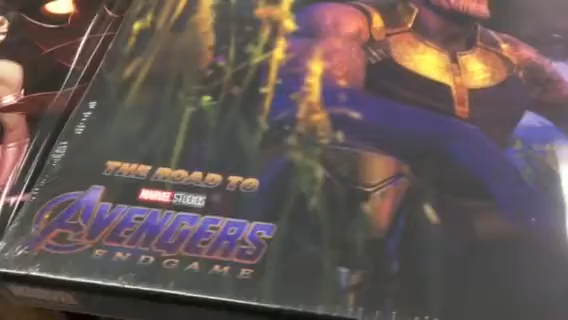 THE ROAD TO
MARVEL STUDIOS
AVENGERS
ENDGAME